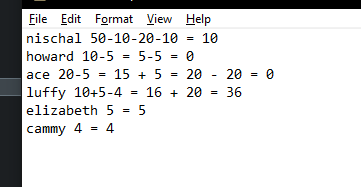 File Edit Format View Help
nischal 50-10-20-10 = 10
howard 10-5 = 5-5 = 0
ace 20-5 = 15 + 5 = 20 - 20 = 0
luffy 10+5-4 = 16 + 20 = 36
elizabeth 5 = 5
cammy 4 = 4